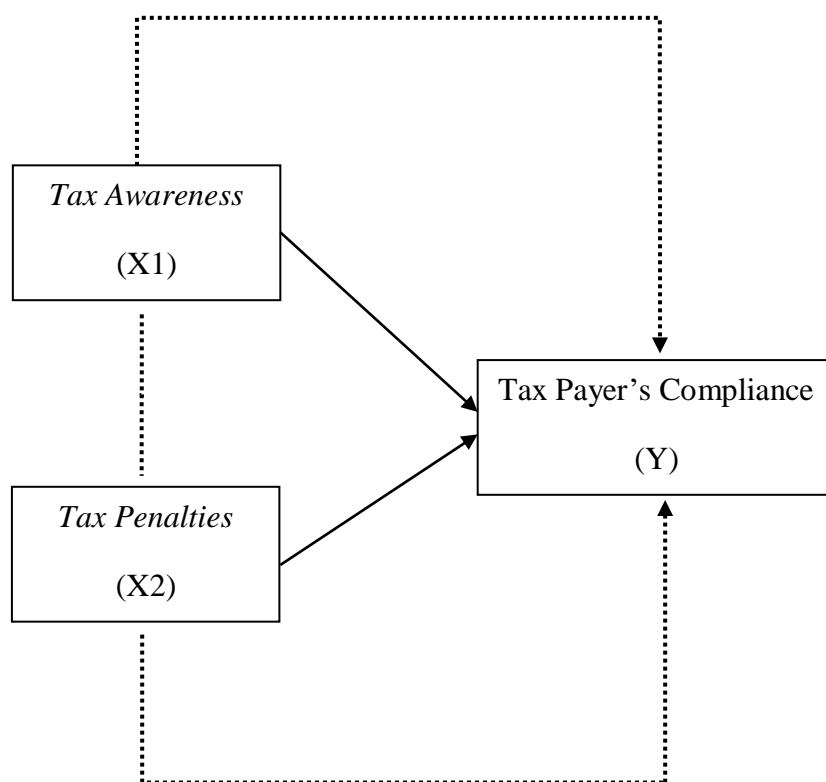 Tax Awareness
(X1)
Tax Payer’s Compliance
(Y)
Tax Penalties
(X2)